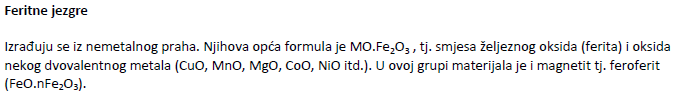 Feritne jezgre
Izrađuju se iz nemetalnog praha. Njihova opća formula je MO.Fe₂O₃ , tj. smjesa željeznog oksida (ferita) i oksida
nekog dvovalentnog metala (CuO, MnO, MgO, CoO, NiO itd.). U ovoj grupi materijala je i magnetit tj. feroferit
(FeO.nFe₂O₃).